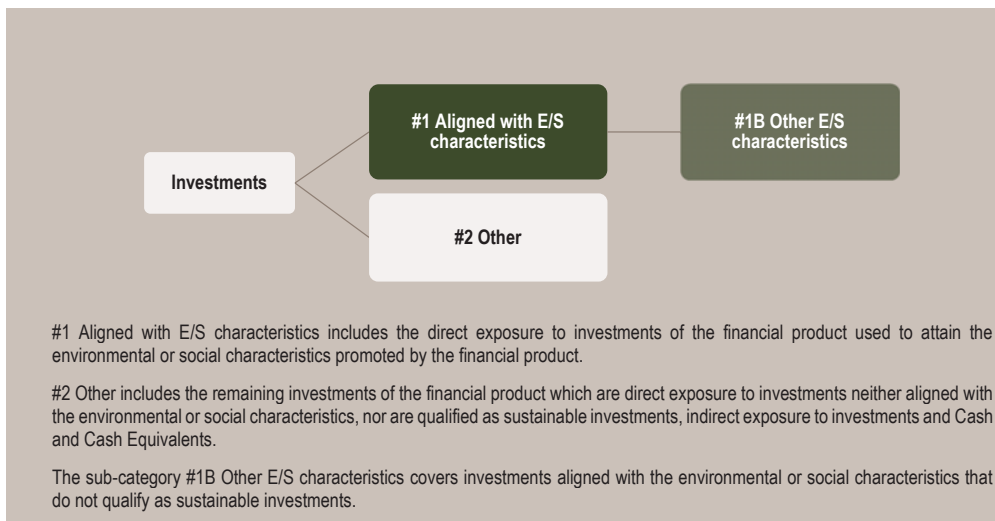 #1 Aligned with E/S
characteristics
#1B Other E/S
characteristics
Investments
#2 Other
#1 Aligned with E/S characteristics includes the direct exposure to investments of the financial product used to attain the
environmental or social characteristics promoted by the financial product.
#2 Other includes the remaining investments of the financial product which are direct exposure to investments neither aligned with
the environmental or social characteristics, nor are qualified as sustainable investments, indirect exposure to investments and Cash
and Cash Equivalents.
The sub-category #1B Other E/S characteristics covers investments aligned with the environmental or social characteristics that
do not qualify as sustainable investments.